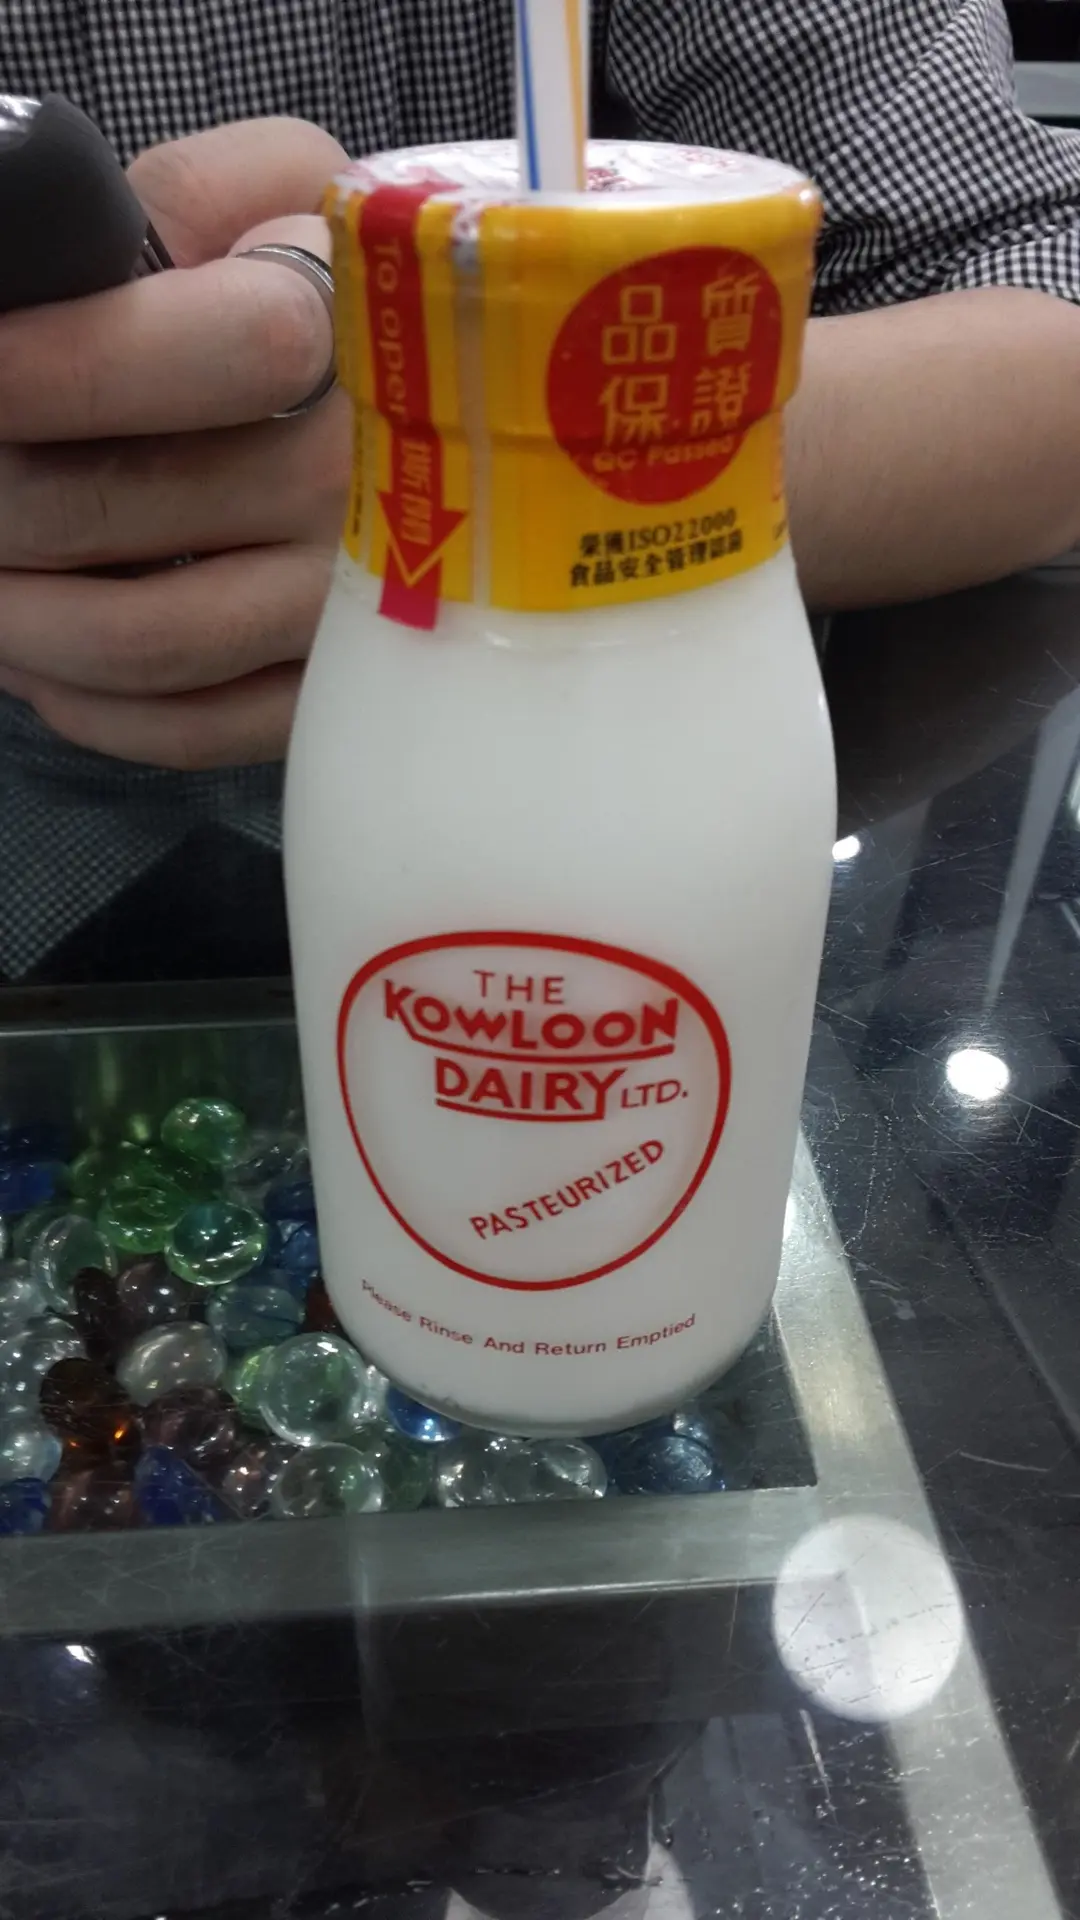 To open 撕開
品質
保證
QC Passed
榮獲ISO22000
食品安全管理認證
THE
KOWLOON
DAIRY LTD.
PASTEURIZED
Please Rinse And Return Emptied